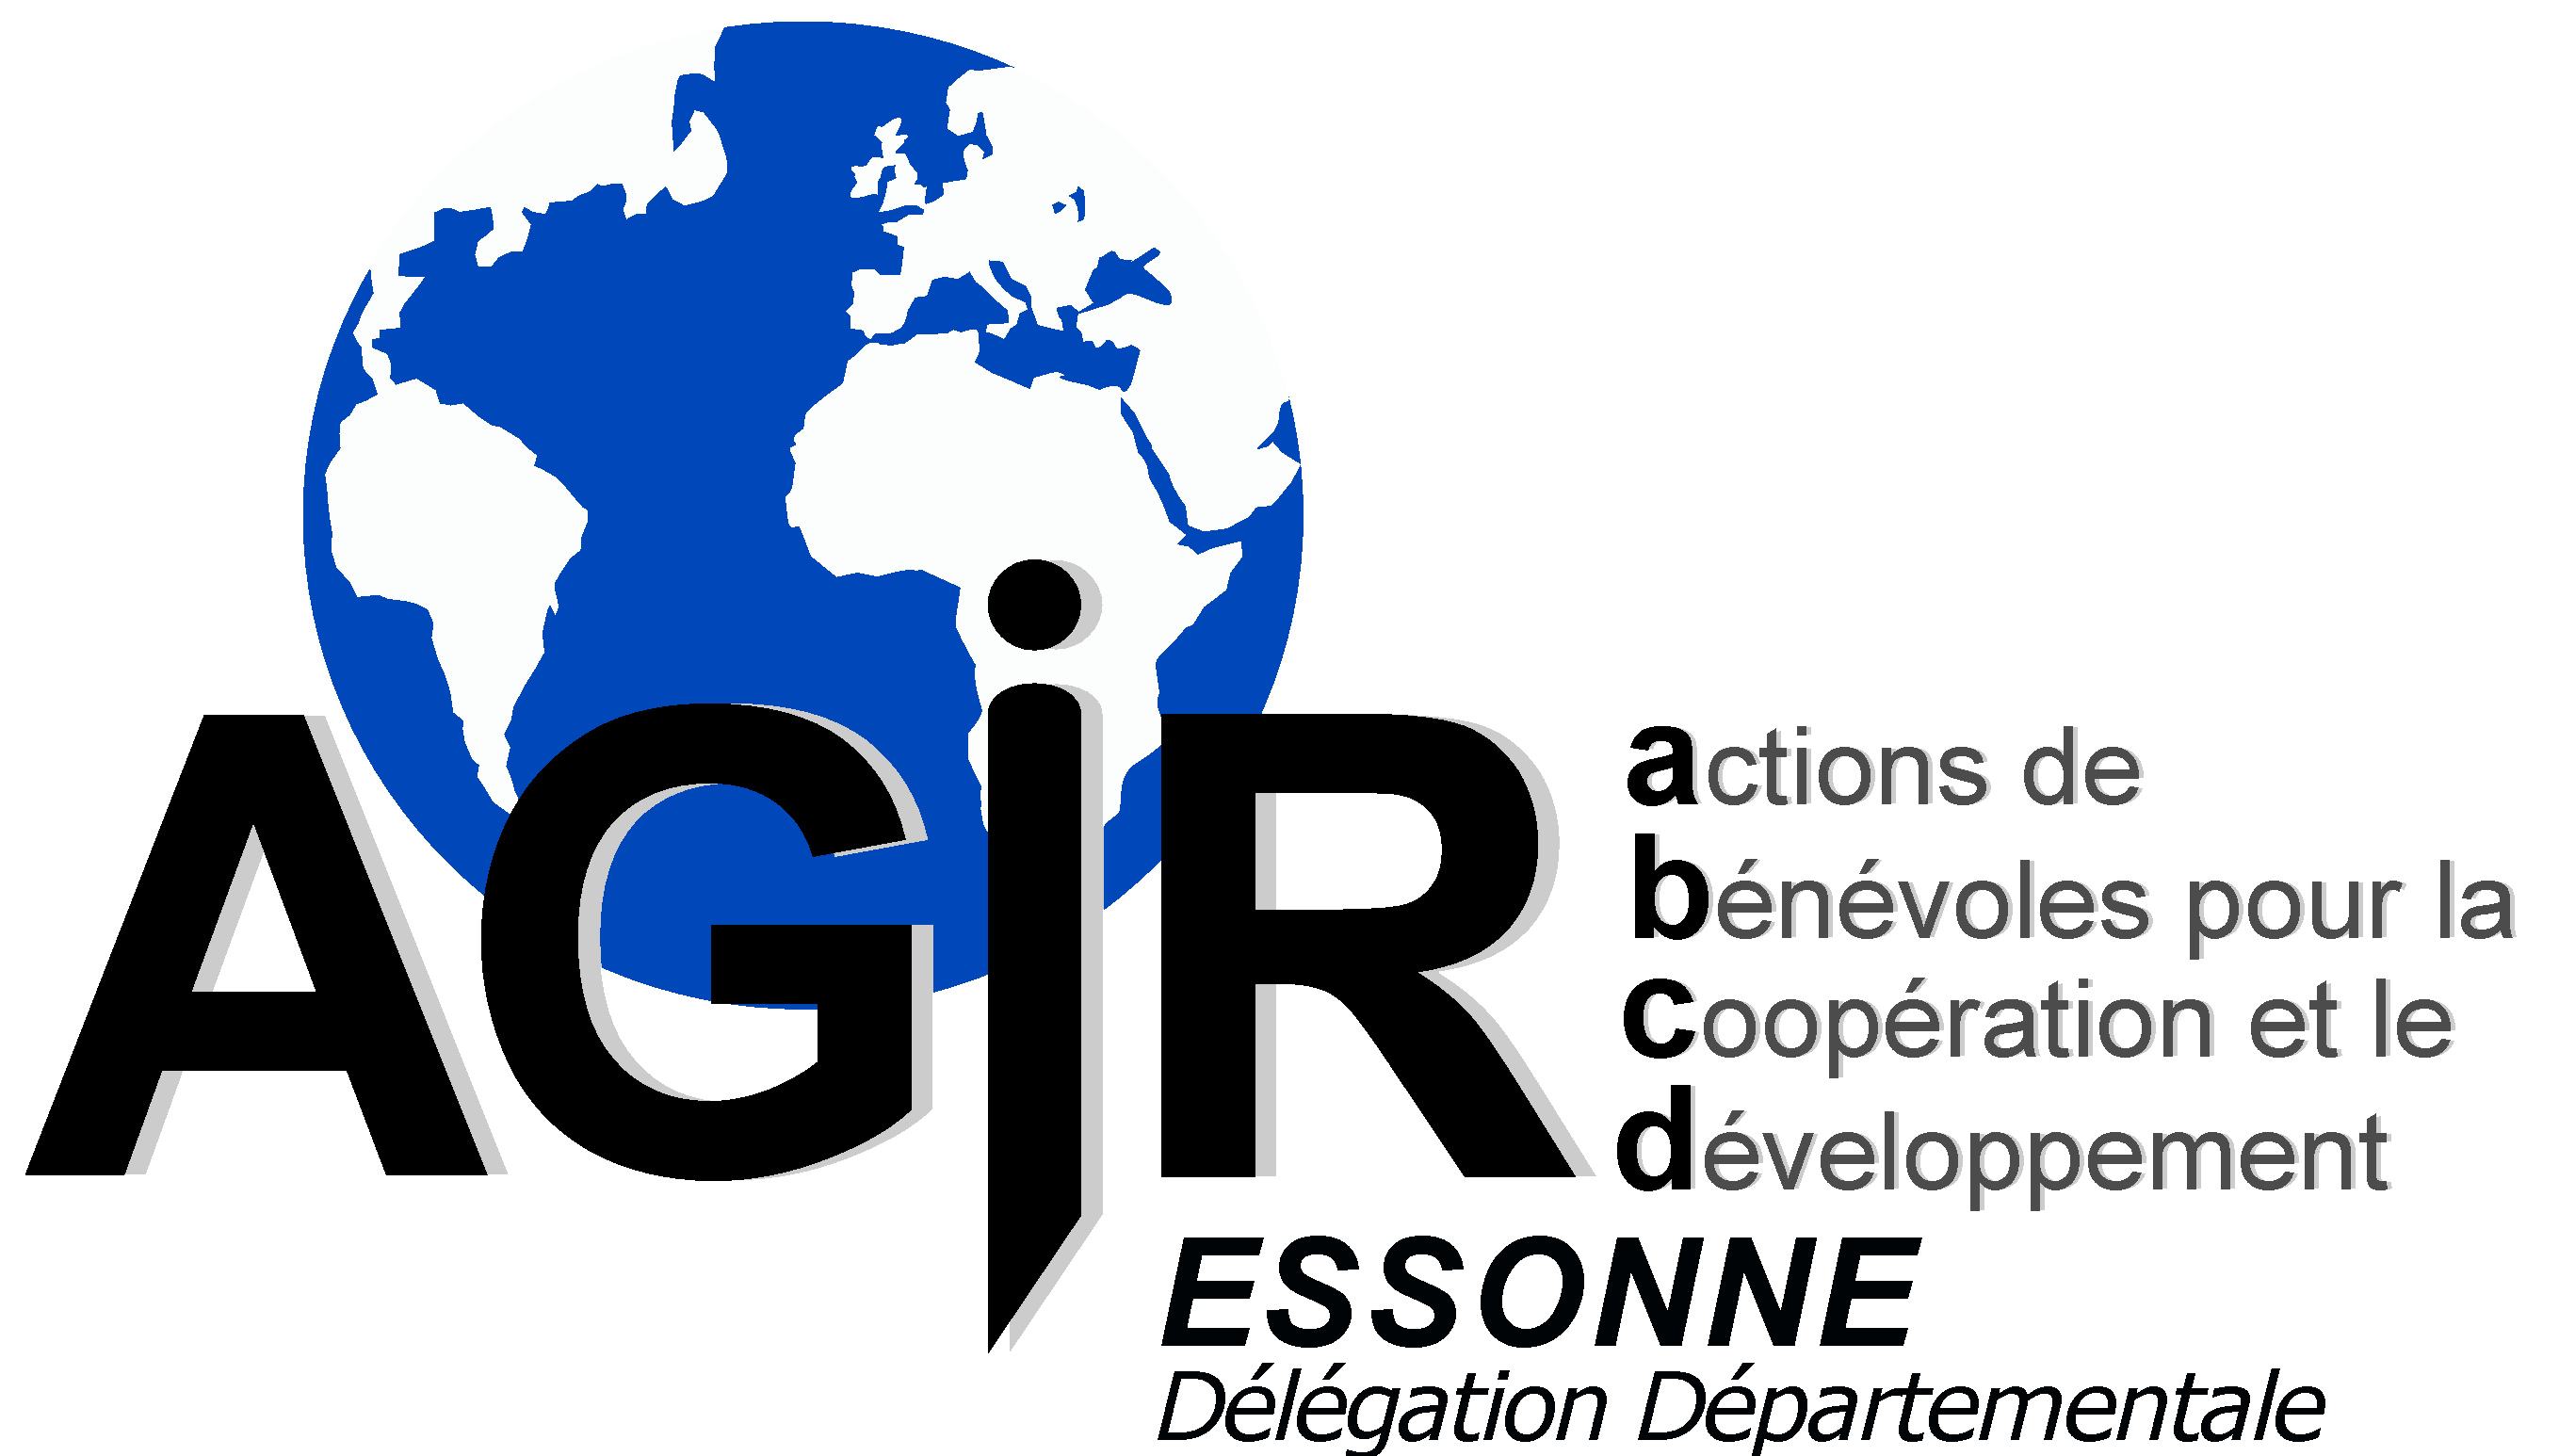 AGiR
actions de
bénévoles pour la
coopération et le
développement
ESSONNE
Délégation Départementale